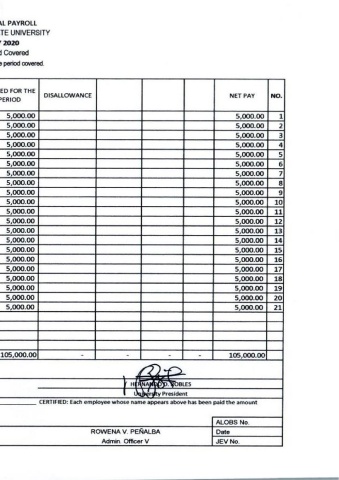 AL PAYROLL
TE UNIVERSITY
2020
d Covered
e period covered.
ED FOR THE PERIOD DISALLOWANCE NET PAY NO.
5,000.00 5,000.00 1
5,000.00 5,000.00 2
5,000.00 5,000.00 3
5,000.00 5,000.00 4
5,000.00 5,000.00 5
5,000.00 5,000.00 6
5,000.00 5,000.00 7
5,000.00 5,000.00 8
5,000.00 5,000.00 9
5,000.00 5,000.00 10
5,000.00 5,000.00 11
5,000.00 5,000.00 12
5,000.00 5,000.00 13
5,000.00 5,000.00 14
5,000.00 5,000.00 15
5,000.00 5,000.00 16
5,000.00 5,000.00 17
5,000.00 5,000.00 18
5,000.00 5,000.00 19
5,000.00 5,000.00 20
5,000.00 5,000.00 21
105,000.00 - - - - 105,000.00
HERNANDO D. ROBLES
University President
CERTIFIED: Each employee whose name appears above has been paid the amount
ALOBS No.
ROWENA V. PEÑALBA Date
Admin. Officer V JEV No.